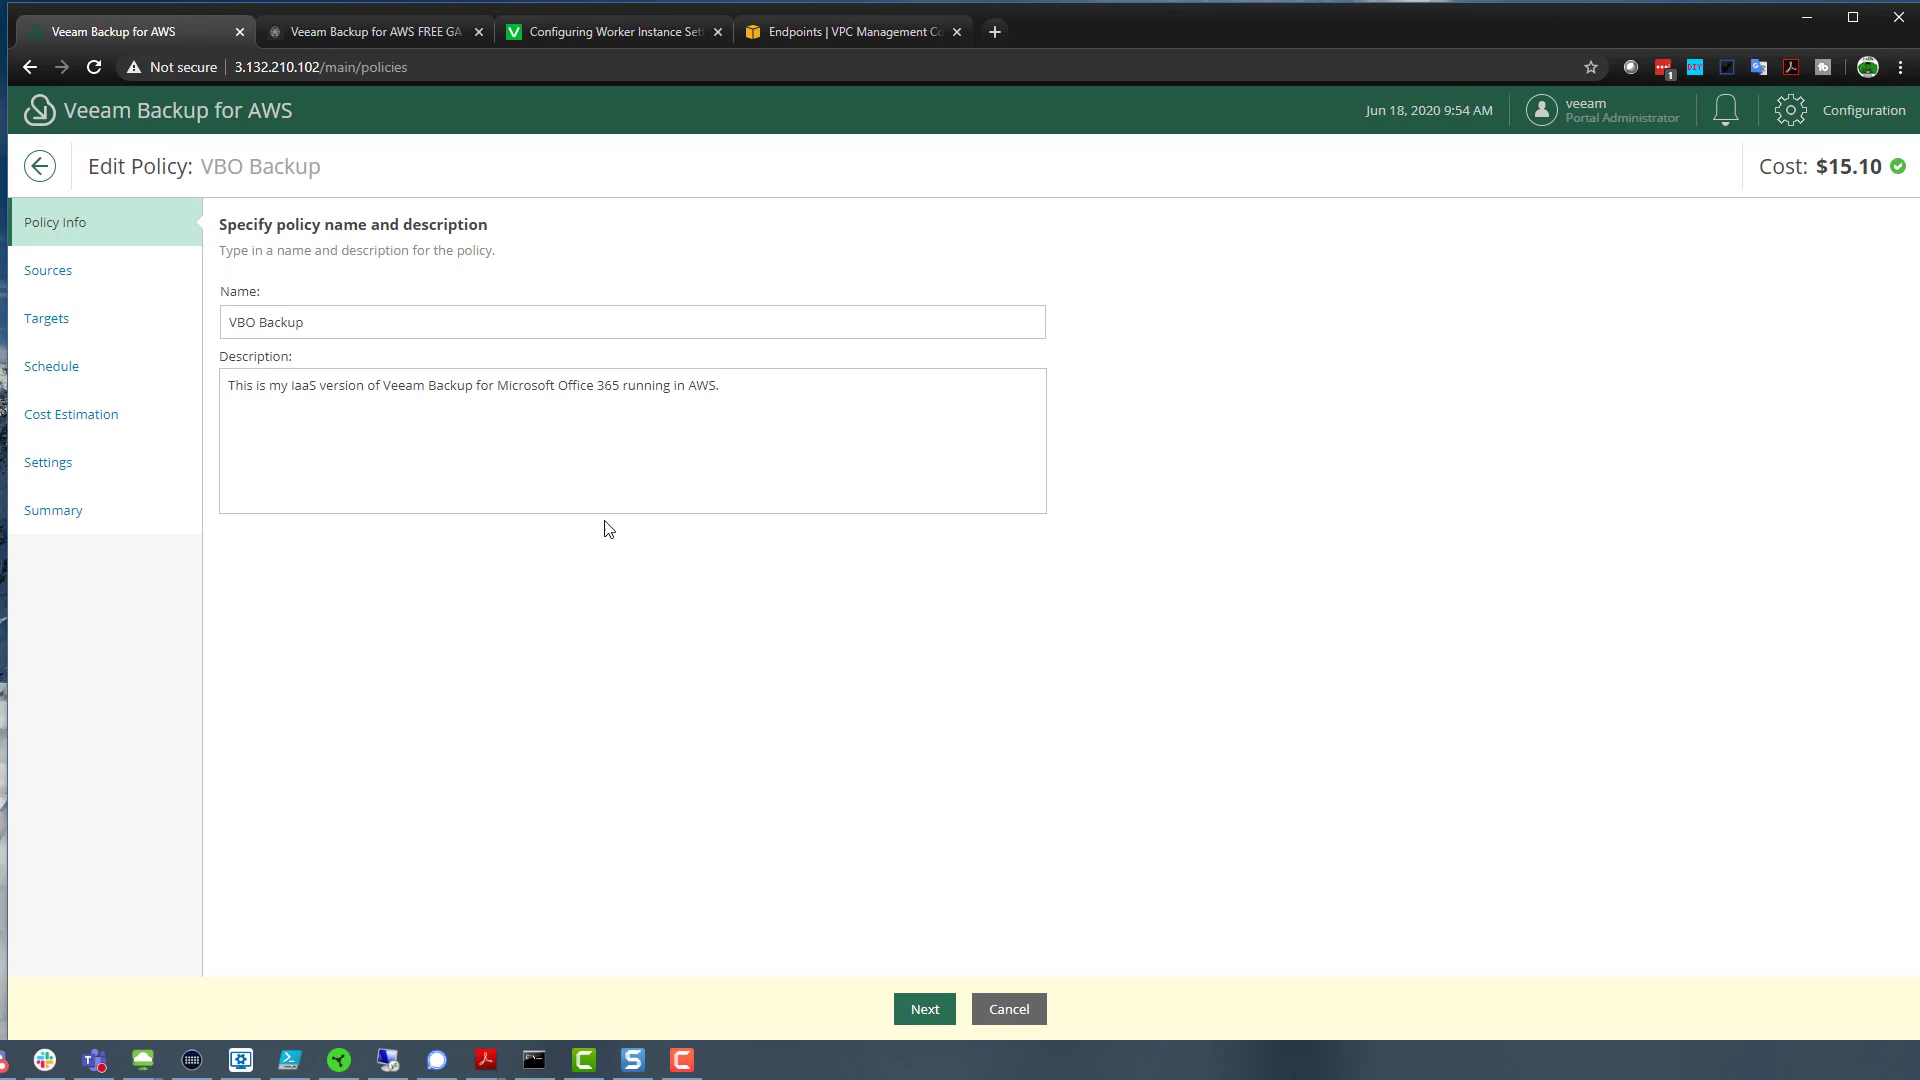 Veeam Backup for AWS
Veeam Backup for AWS FREE GA
Configuring Worker Instance Set
Endpoints | VPC Management Co
Not secure
3.132.210.102/main/policies
1
DIY
Veeam Backup for AWS
Jun 18, 2020 9:54 AM
veeam
Portal Administrator
Configuration
Edit Policy: VBO Backup
Cost: $15.10
Policy Info
Sources
Targets
Schedule
Cost Estimation
Settings
Summary
Specify policy name and description
Type in a name and description for the policy.
Name:
VBO Backup
Description:
This is my IaaS version of Veeam Backup for Microsoft Office 365 running in AWS.
Next
Cancel